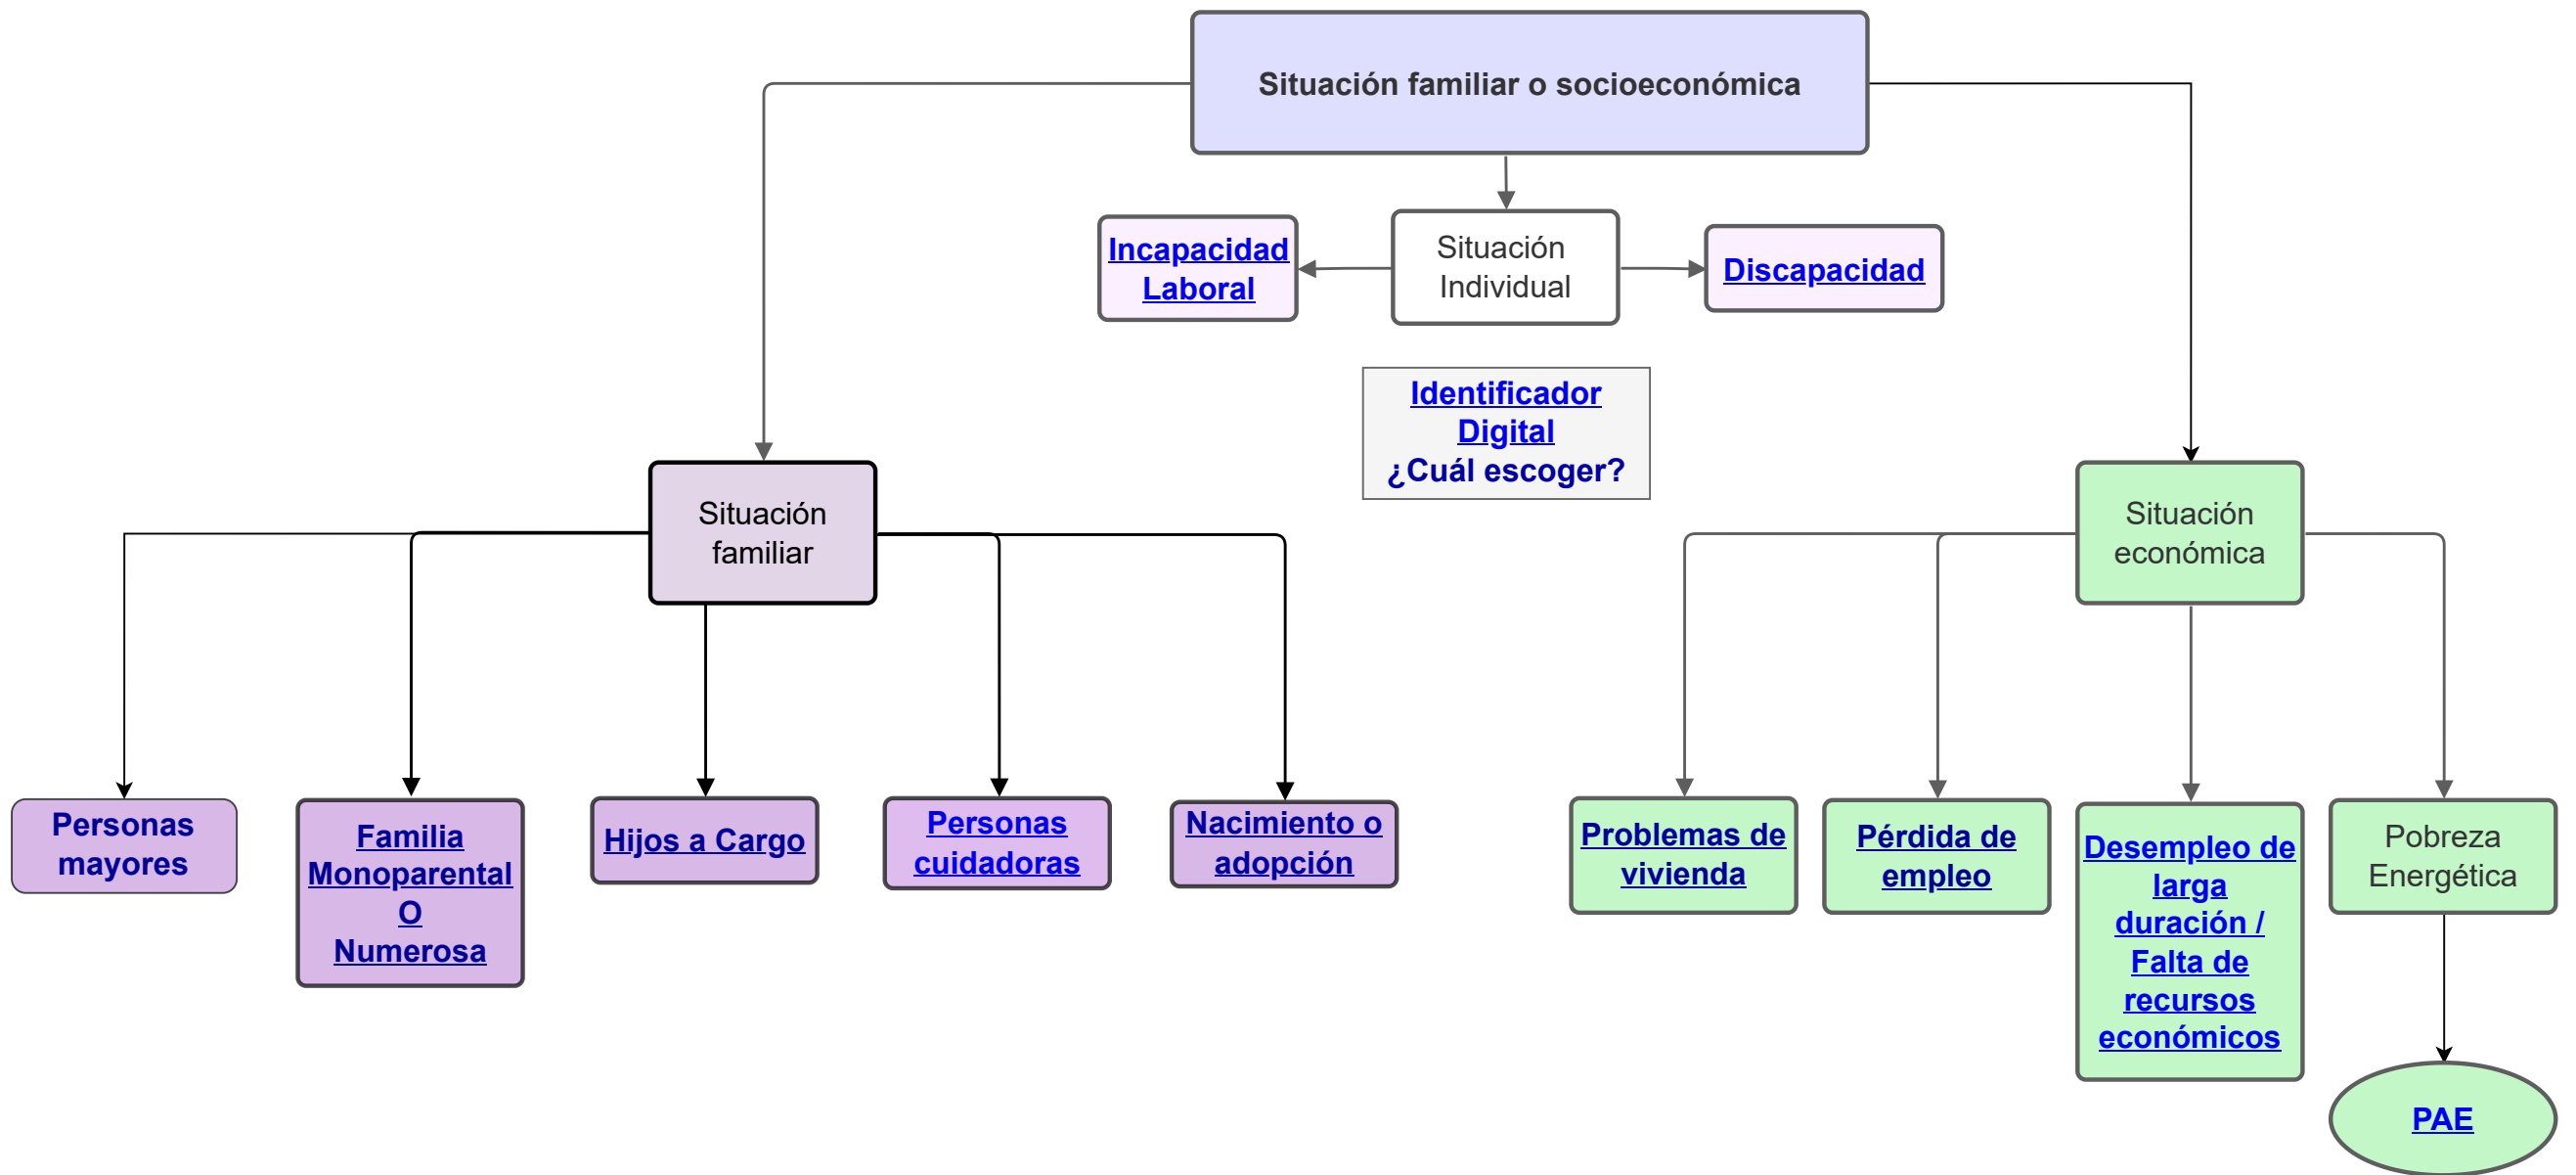 Situación familiar o socioeconómica
Incapacidad
Laboral
Situación
Individual
Discapacidad
Identificador
Digital
¿Cuál escoger?
Situación
familiar
Situación
económica
Personas
mayores
Familia
Monoparental
O
Numerosa
Hijos a Cargo
Personas
cuidadoras
Nacimiento o
adopción
Problemas de
vivienda
Pérdida de
empleo
Desempleo de
larga
duración /
Falta de
recursos
económicos
Pobreza
Energética
PAE